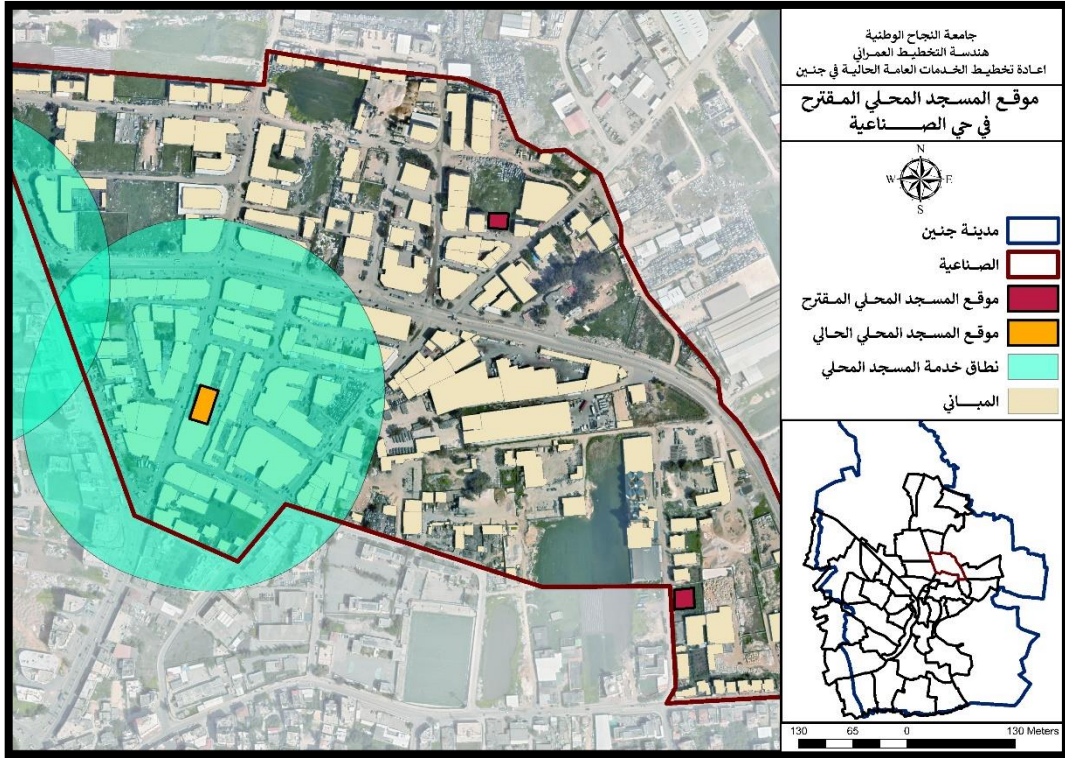 جامعة النجاح الوطنية
هندسة التخطيط العمراني
اعادة تخطيط الخدمات العامة الحالية في جنين
موقع المسجد المحلي المقترح
في حي الصناعية
N
W E
S
مدينة جنين
الصناعية
موقع المسجد المحلي المقترح
موقع المسجد المحلي الحالي
نطاق خدمة المسجد المحلي
المباني
130 65 0 130 Meters